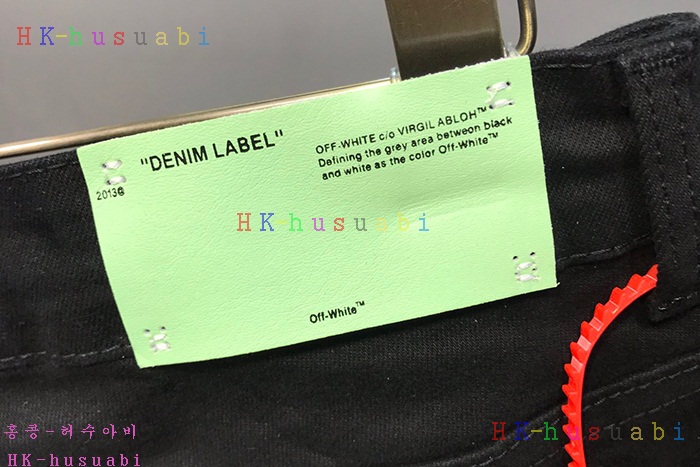 HK-husuabi
"DENIM LABEL"
OFF-WHITE c/o VIRGIL ABLOH™
Defining the grey area between black
and white as the color Off-White™
2013©
HK-husuabi
Off-White™
홍콩-허수아비
HK-husuabi
HK-husuabi